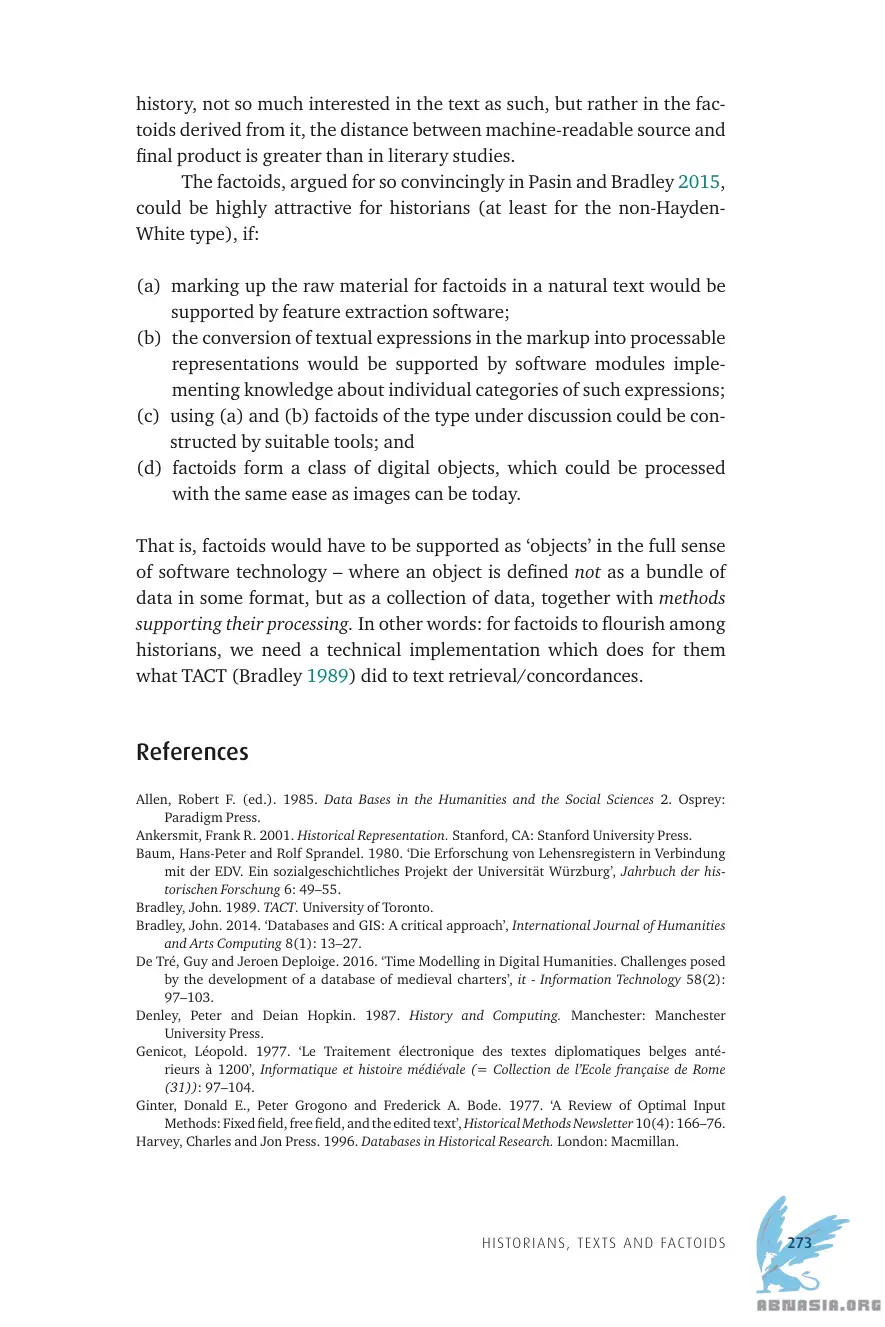 history, not so much interested in the text as such, but rather in the fac-
toids derived from it, the distance between machine-readable source and
final product is greater than in literary studies.
The factoids, argued for so convincingly in Pasin and Bradley 2015,
could be highly attractive for historians (at least for the non-Hayden-
White type), if:
(a) marking up the raw material for factoids in a natural text would be
supported by feature extraction software;
(b) the conversion of textual expressions in the markup into processable
representations would be supported by software modules imple-
menting knowledge about individual categories of such expressions;
(c) using (a) and (b) factoids of the type under discussion could be con-
structed by suitable tools; and
(d) factoids form a class of digital objects, which could be processed
with the same ease as images can be today.
That is, factoids would have to be supported as ‘objects’ in the full sense
of software technology – where an object is defined not as a bundle of
data in some format, but as a collection of data, together with methods
supporting their processing. In other words: for factoids to flourish among
historians, we need a technical implementation which does for them
what TACT (Bradley 1989) did to text retrieval/concordances.
References
Allen, Robert F. (ed.). 1985. Data Bases in the Humanities and the Social Sciences 2. Osprey:
Paradigm Press.
Ankersmit, Frank R. 2001. Historical Representation. Stanford, CA: Stanford University Press.
Baum, Hans-Peter and Rolf Sprandel. 1980. ‘Die Erforschung von Lehensregistern in Verbindung
mit der EDV. Ein sozialgeschichtliches Projekt der Universität Würzburg’, Jahrbuch der his-
torischen Forschung 6: 49–55.
Bradley, John. 1989. TACT. University of Toronto.
Bradley, John. 2014. ‘Databases and GIS: A critical approach’, International Journal of Humanities
and Arts Computing 8(1): 13–27.
De Tré, Guy and Jeroen Deploige. 2016. ‘Time Modelling in Digital Humanities. Challenges posed
by the development of a database of medieval charters’, it - Information Technology 58(2):
97–103.
Denley, Peter and Deian Hopkin. 1987. History and Computing. Manchester: Manchester
University Press.
Genicot, Léopold. 1977. ‘Le Traitement électronique des textes diplomatiques belges anté-
rieurs à 1200’, Informatique et histoire médiévale (= Collection de l’Ecole française de Rome
(31)): 97–104.
Ginter, Donald E., Peter Grogono and Frederick A. Bode. 1977. ‘A Review of Optimal Input
Methods: Fixed field, free field, and the edited text’, Historical Methods Newsletter 10(4): 166–76.
Harvey, Charles and Jon Press. 1996. Databases in Historical Research. London: Macmillan.
HISTORIANS, TEXTS AND FACTOIDS 273
ABNASIA.ORG